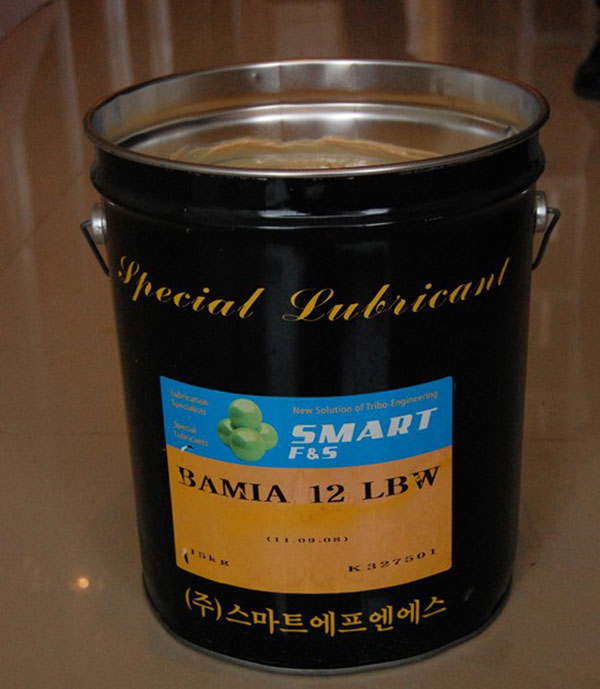 Special Lubricant
Lubrication
Specialists
Special
Lubricants
New Solution of Tribo-Engineering
SMART
F&S
BAMIA 12 LBW
(11.09.08)
15kg
K327501
(주)스마트에프엔에스